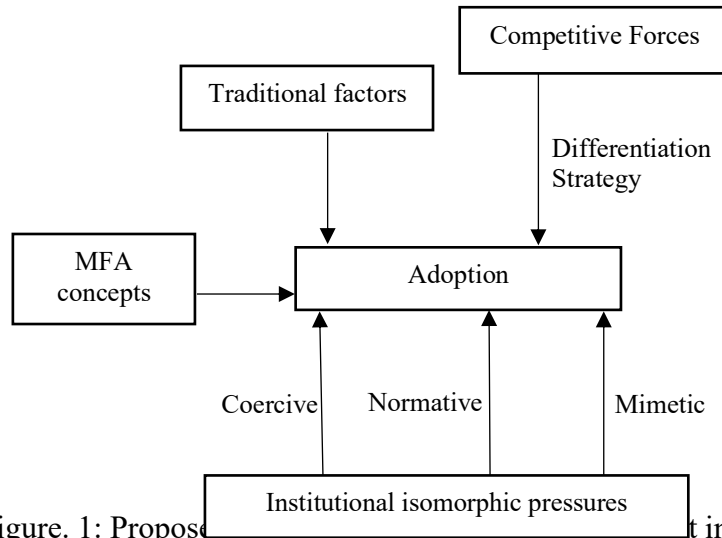 Competitive Forces
Traditional factors
Differentiation
Strategy
MFA
concepts
Adoption
Coercive
Normative
Mimetic
Institutional isomorphic pressures
igure. 1: Propose
t in